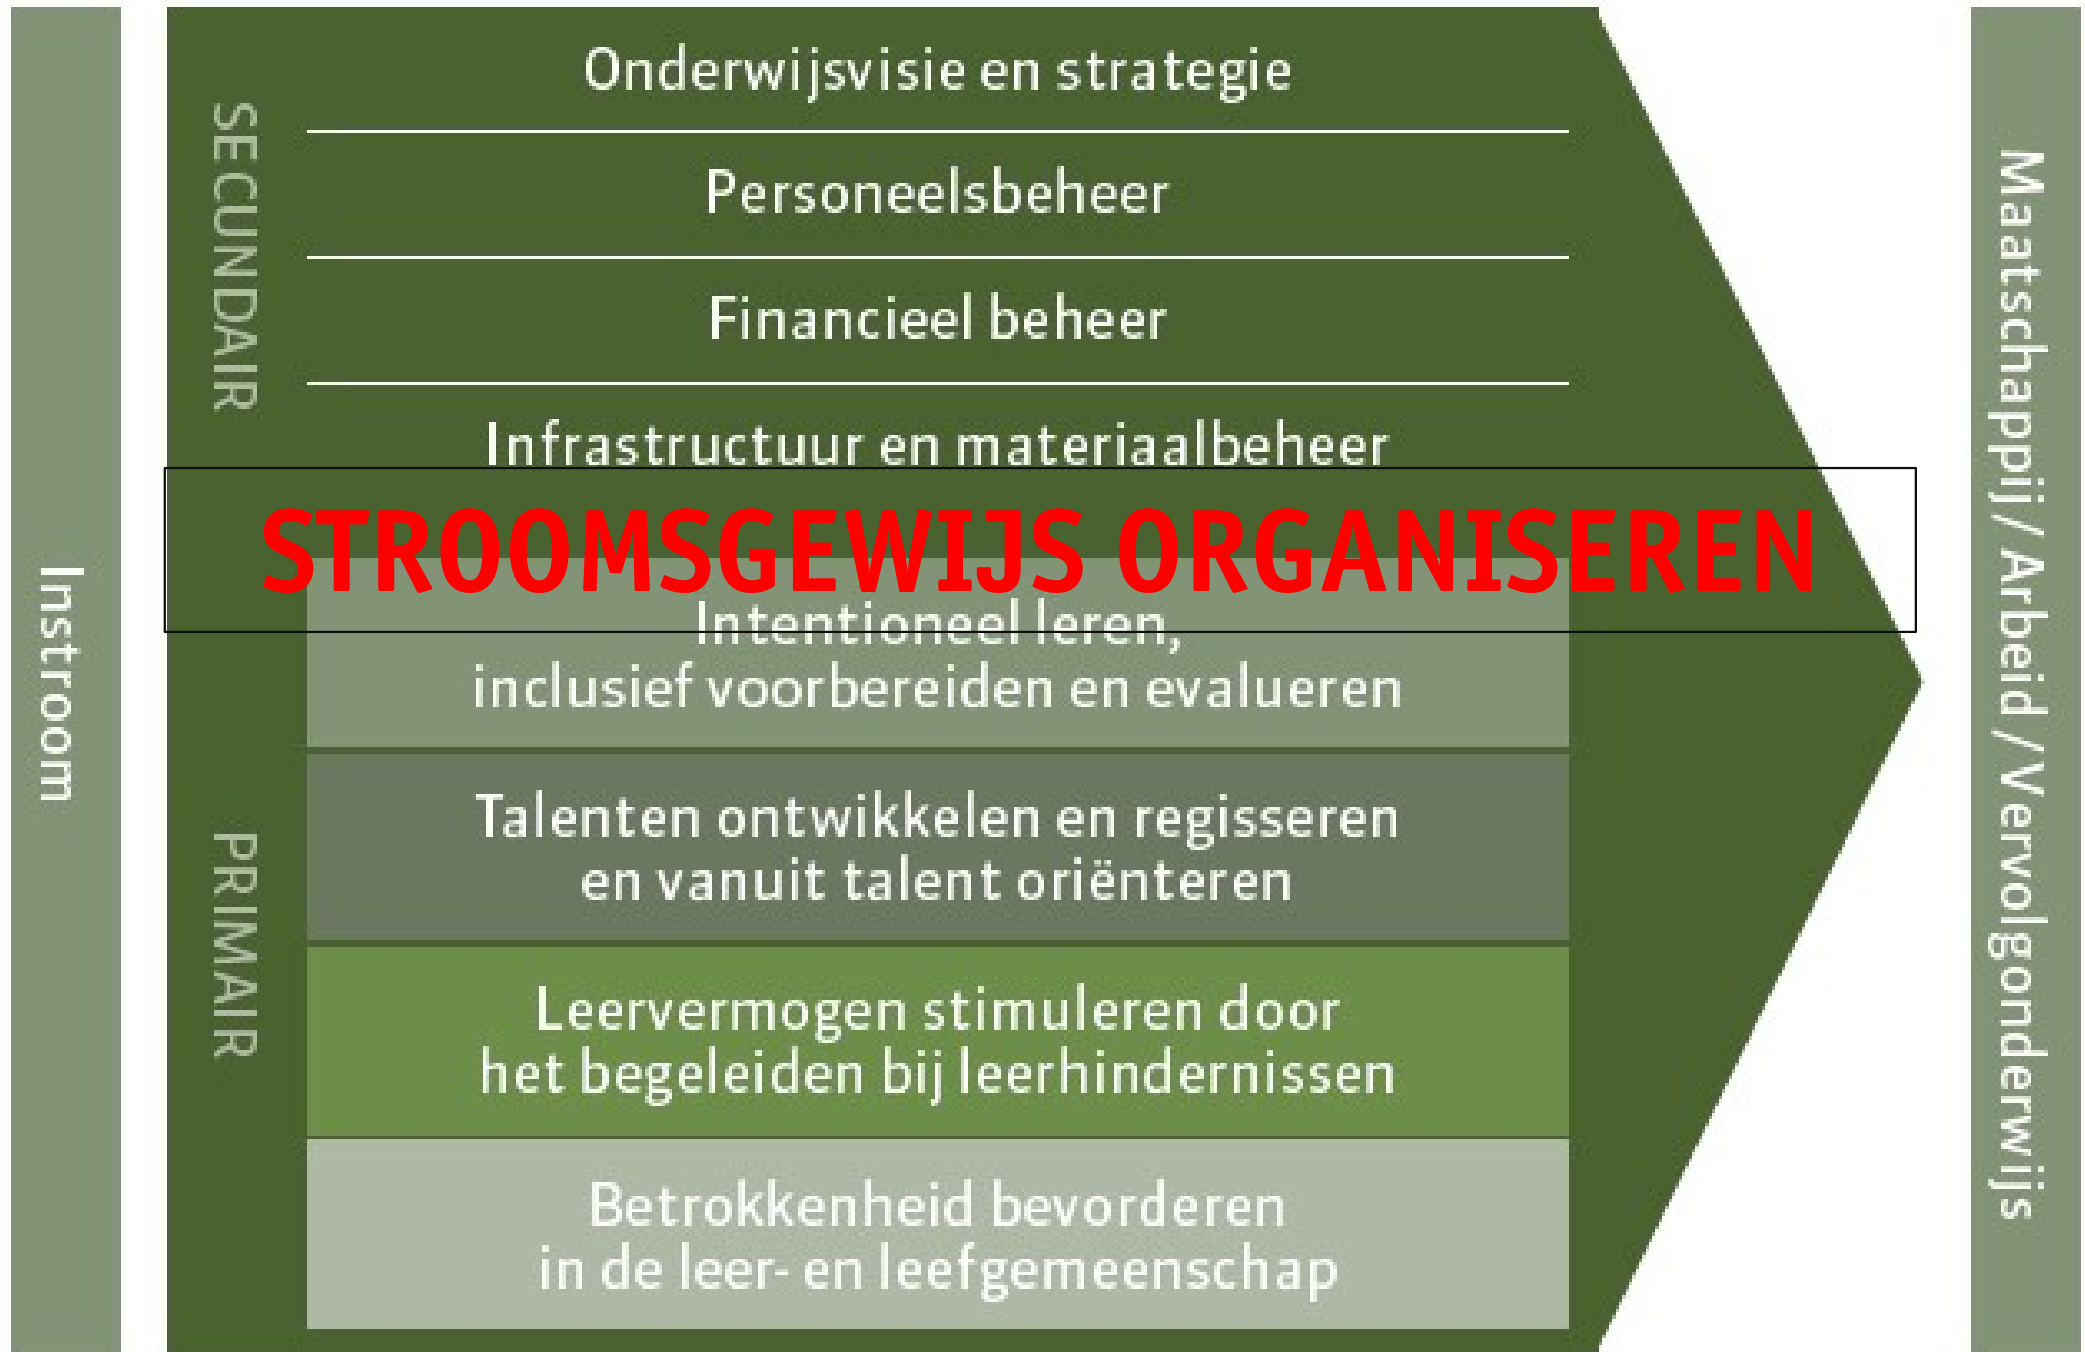 Instroom
SECUNDAIR
Onderwijsvisie en strategie
Personeelsbeheer
Financieel beheer
Infrastructuur en materiaalbeheer
STROOMSGEWIJS ORGANISEREN
PRIMAIR
Intentioneel leren,
inclusief voorbereiden en evalueren
Talenten ontwikkelen en regisseren
en vanuit talent oriënteren
Leervermogen stimuleren door
het begeleiden bij leerhindernissen
Betrokkenheid bevorderen
in de leer- en leefgemeenschap
Maatschappij / Arbeid / Vervolgonderwijs